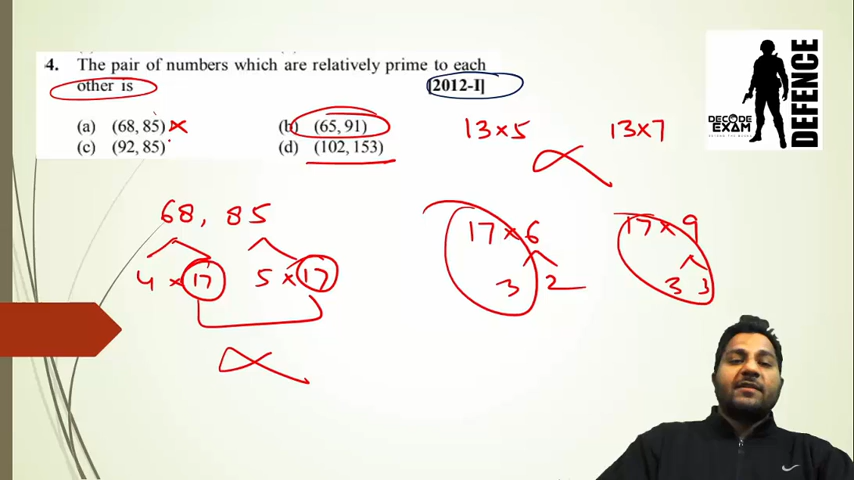 4. The pair of numbers which are relatively prime to each
other is [2012-I]
(a) (68, 85) (b) (65, 91)
(c) (92, 85) (d) (102, 153)
13×5 13×7
68, 85
4 × 17 5 × 17
17 × 6 17 × 9
3 2 3 3
DECODE
EXAM
DEFENCE